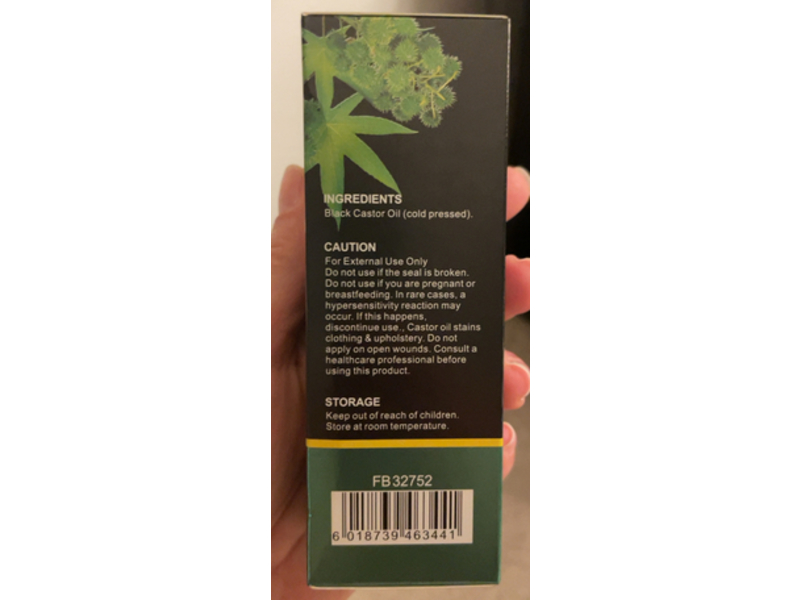 INGREDIENTS
Black Castor Oil (cold pressed).
CAUTION
For External Use Only
Do not use if the seal is broken.
Do not use if you are pregnant or
breastfeeding. In rare cases, a
hypersensitivity reaction may
occur. If this happens,
discontinue use., Castor oil stains
clothing & upholstery. Do not
apply on open wounds. Consult a
healthcare professional before
using this product.
STORAGE
Keep out of reach of children.
Store at room temperature.
FB32752
6 018739 463441